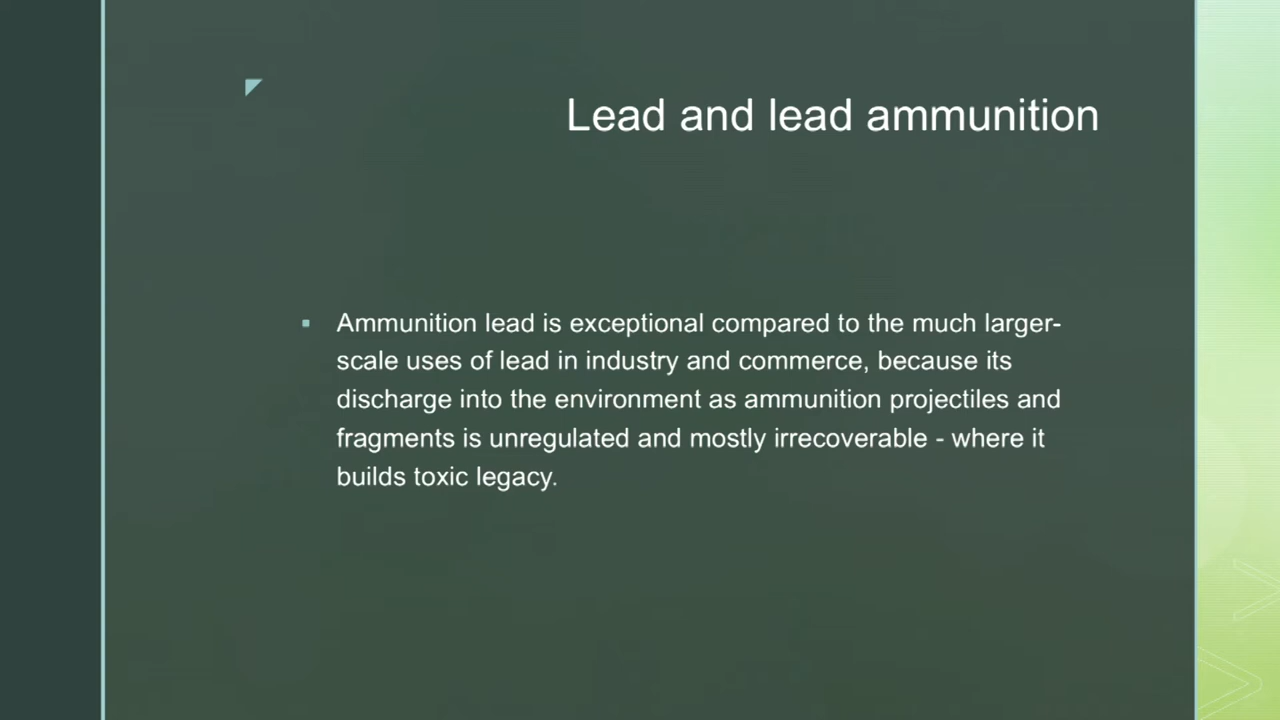 Lead and lead ammunition
Ammunition lead is exceptional compared to the much larger-
scale uses of lead in industry and commerce, because its
discharge into the environment as ammunition projectiles and
fragments is unregulated and mostly irrecoverable - where it
builds toxic legacy.